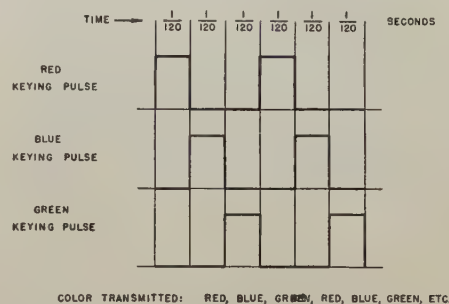 TIME → 1/120 1/120 1/120 1/120 1/120 1/120 SECONDS
RED
KEYING PULSE
BLUE
KEYING PULSE
GREEN
KEYING PULSE
COLOR TRANSMITTED: RED, BLUE, GREEN, RED, BLUE, GREEN, ETC